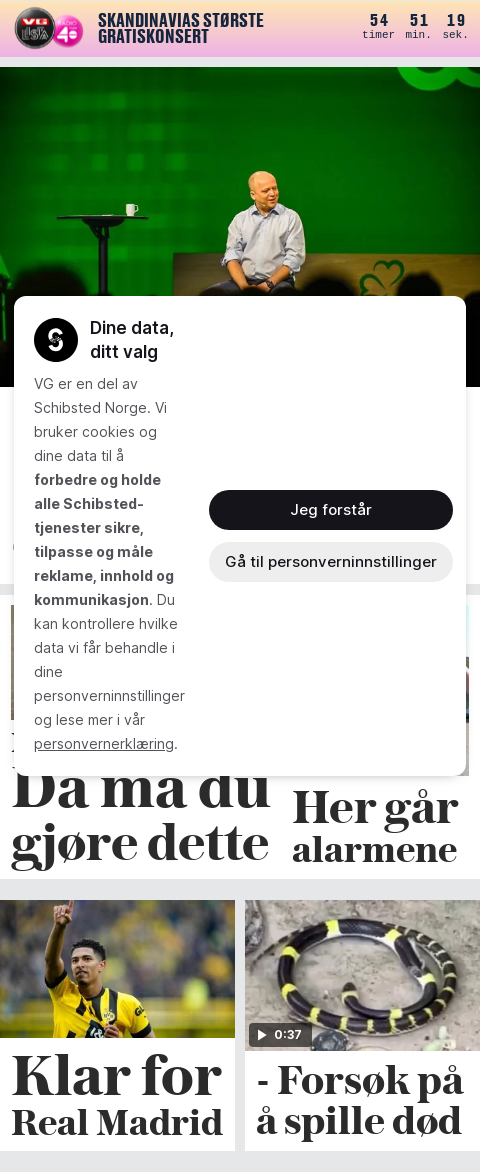 VG
RADIO
SKANDINAVIAS STØRSTE
GRATISKONSERT
54 51 19
timer min. sek.
Dine data,
ditt valg
VG er en del av
Schibsted Norge. Vi
bruker cookies og
dine data til å
forbedre og holde
alle Schibsted-
tjenester sikre,
tilpasse og måle
reklame, innhold og
kommunikasjon. Du
kan kontrollere hvilke
data vi får behandle i
dine
personverninnstillinger
og lese mer i vår
personvernerklæring.
Jeg forstår
Gå til personverninnstillinger
Da må du
gjøre dette
Her går
alarmene
Klar for
Real Madrid
0:37
- Forsøk på
å spille død